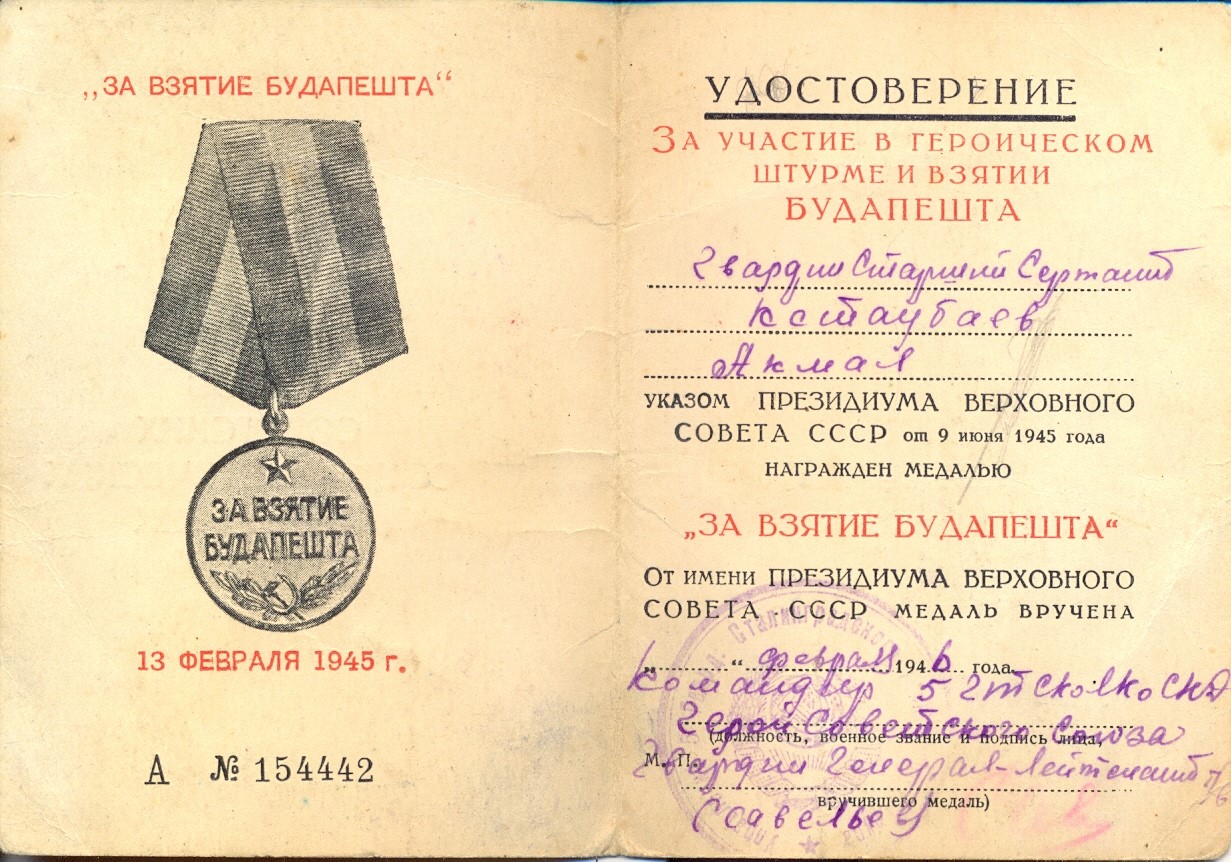 „ЗА ВЗЯТИЕ БУДАПЕШТА“
ЗА ВЗЯТИЕ
БУДАПЕШТА
13 ФЕВРАЛЯ 1945 г.
А № 154442
УДОСТОВЕРЕНИЕ
ЗА УЧАСТИЕ В ГЕРОИЧЕСКОМ
ШТУРМЕ И ВЗЯТИИ
БУДАПЕШТА
Гвардии Старший Сержант
Кстаубаев
Акмал
УКАЗОМ ПРЕЗИДИУМА ВЕРХОВНОГО
СОВЕТА СССР от 9 июня 1945 года
НАГРАЖДЕН МЕДАЛЬЮ
„ЗА ВЗЯТИЕ БУДАПЕШТА“
ОТ ИМЕНИ ПРЕЗИДИУМА ВЕРХОВНОГО
СОВЕТА СССР МЕДАЛЬ ВРУЧЕНА
„ “ февраля 1946 года
Командир 5
Герой Советского Союза
(должность, военное звание и подпись лица,
М. П.
Гвардии Генерал-Лейтенант
вручившего медаль)
Савельев
Сталинградско